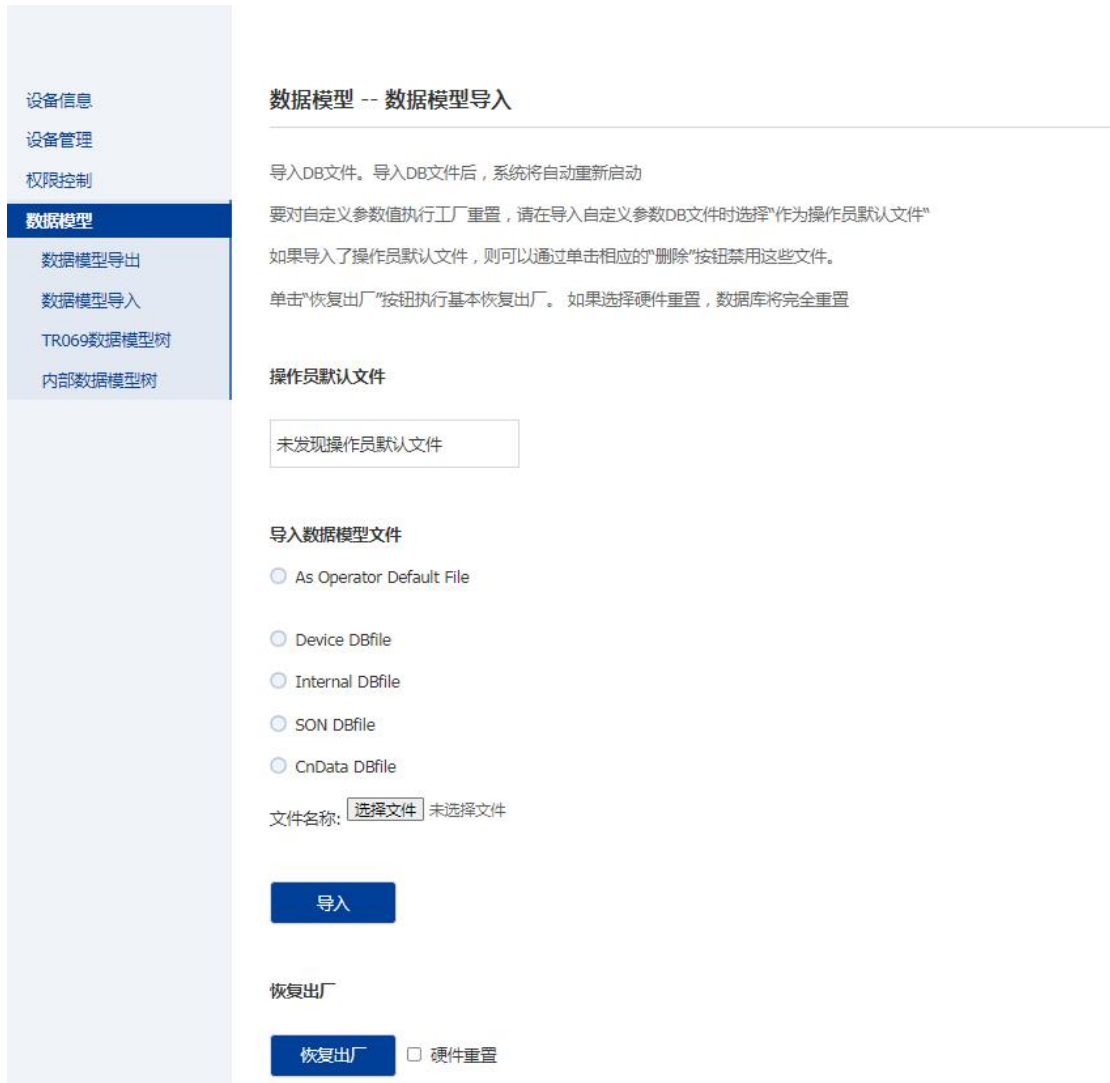 设备信息
设备管理
权限控制
数据模型
数据模型导出
数据模型导入
TR069数据模型树
内部数据模型树
数据模型 -- 数据模型导入
导入DB文件。导入DB文件后，系统将自动重新启动
要对自定义参数值执行工厂重置，请在导入自定义参数DB文件时选择"作为操作员默认文件"
如果导入了操作员默认文件，则可以通过单击相应的"删除"按钮禁用这些文件。
单击"恢复出厂"按钮执行基本恢复出厂。 如果选择硬件重置，数据库将完全重置
操作员默认文件
未发现操作员默认文件
导入数据模型文件
As Operator Default File
Device DBfile
Internal DBfile
SON DBfile
CnData DBfile
文件名称: 选择文件 未选择文件
导入
恢复出厂
恢复出厂 硬件重置